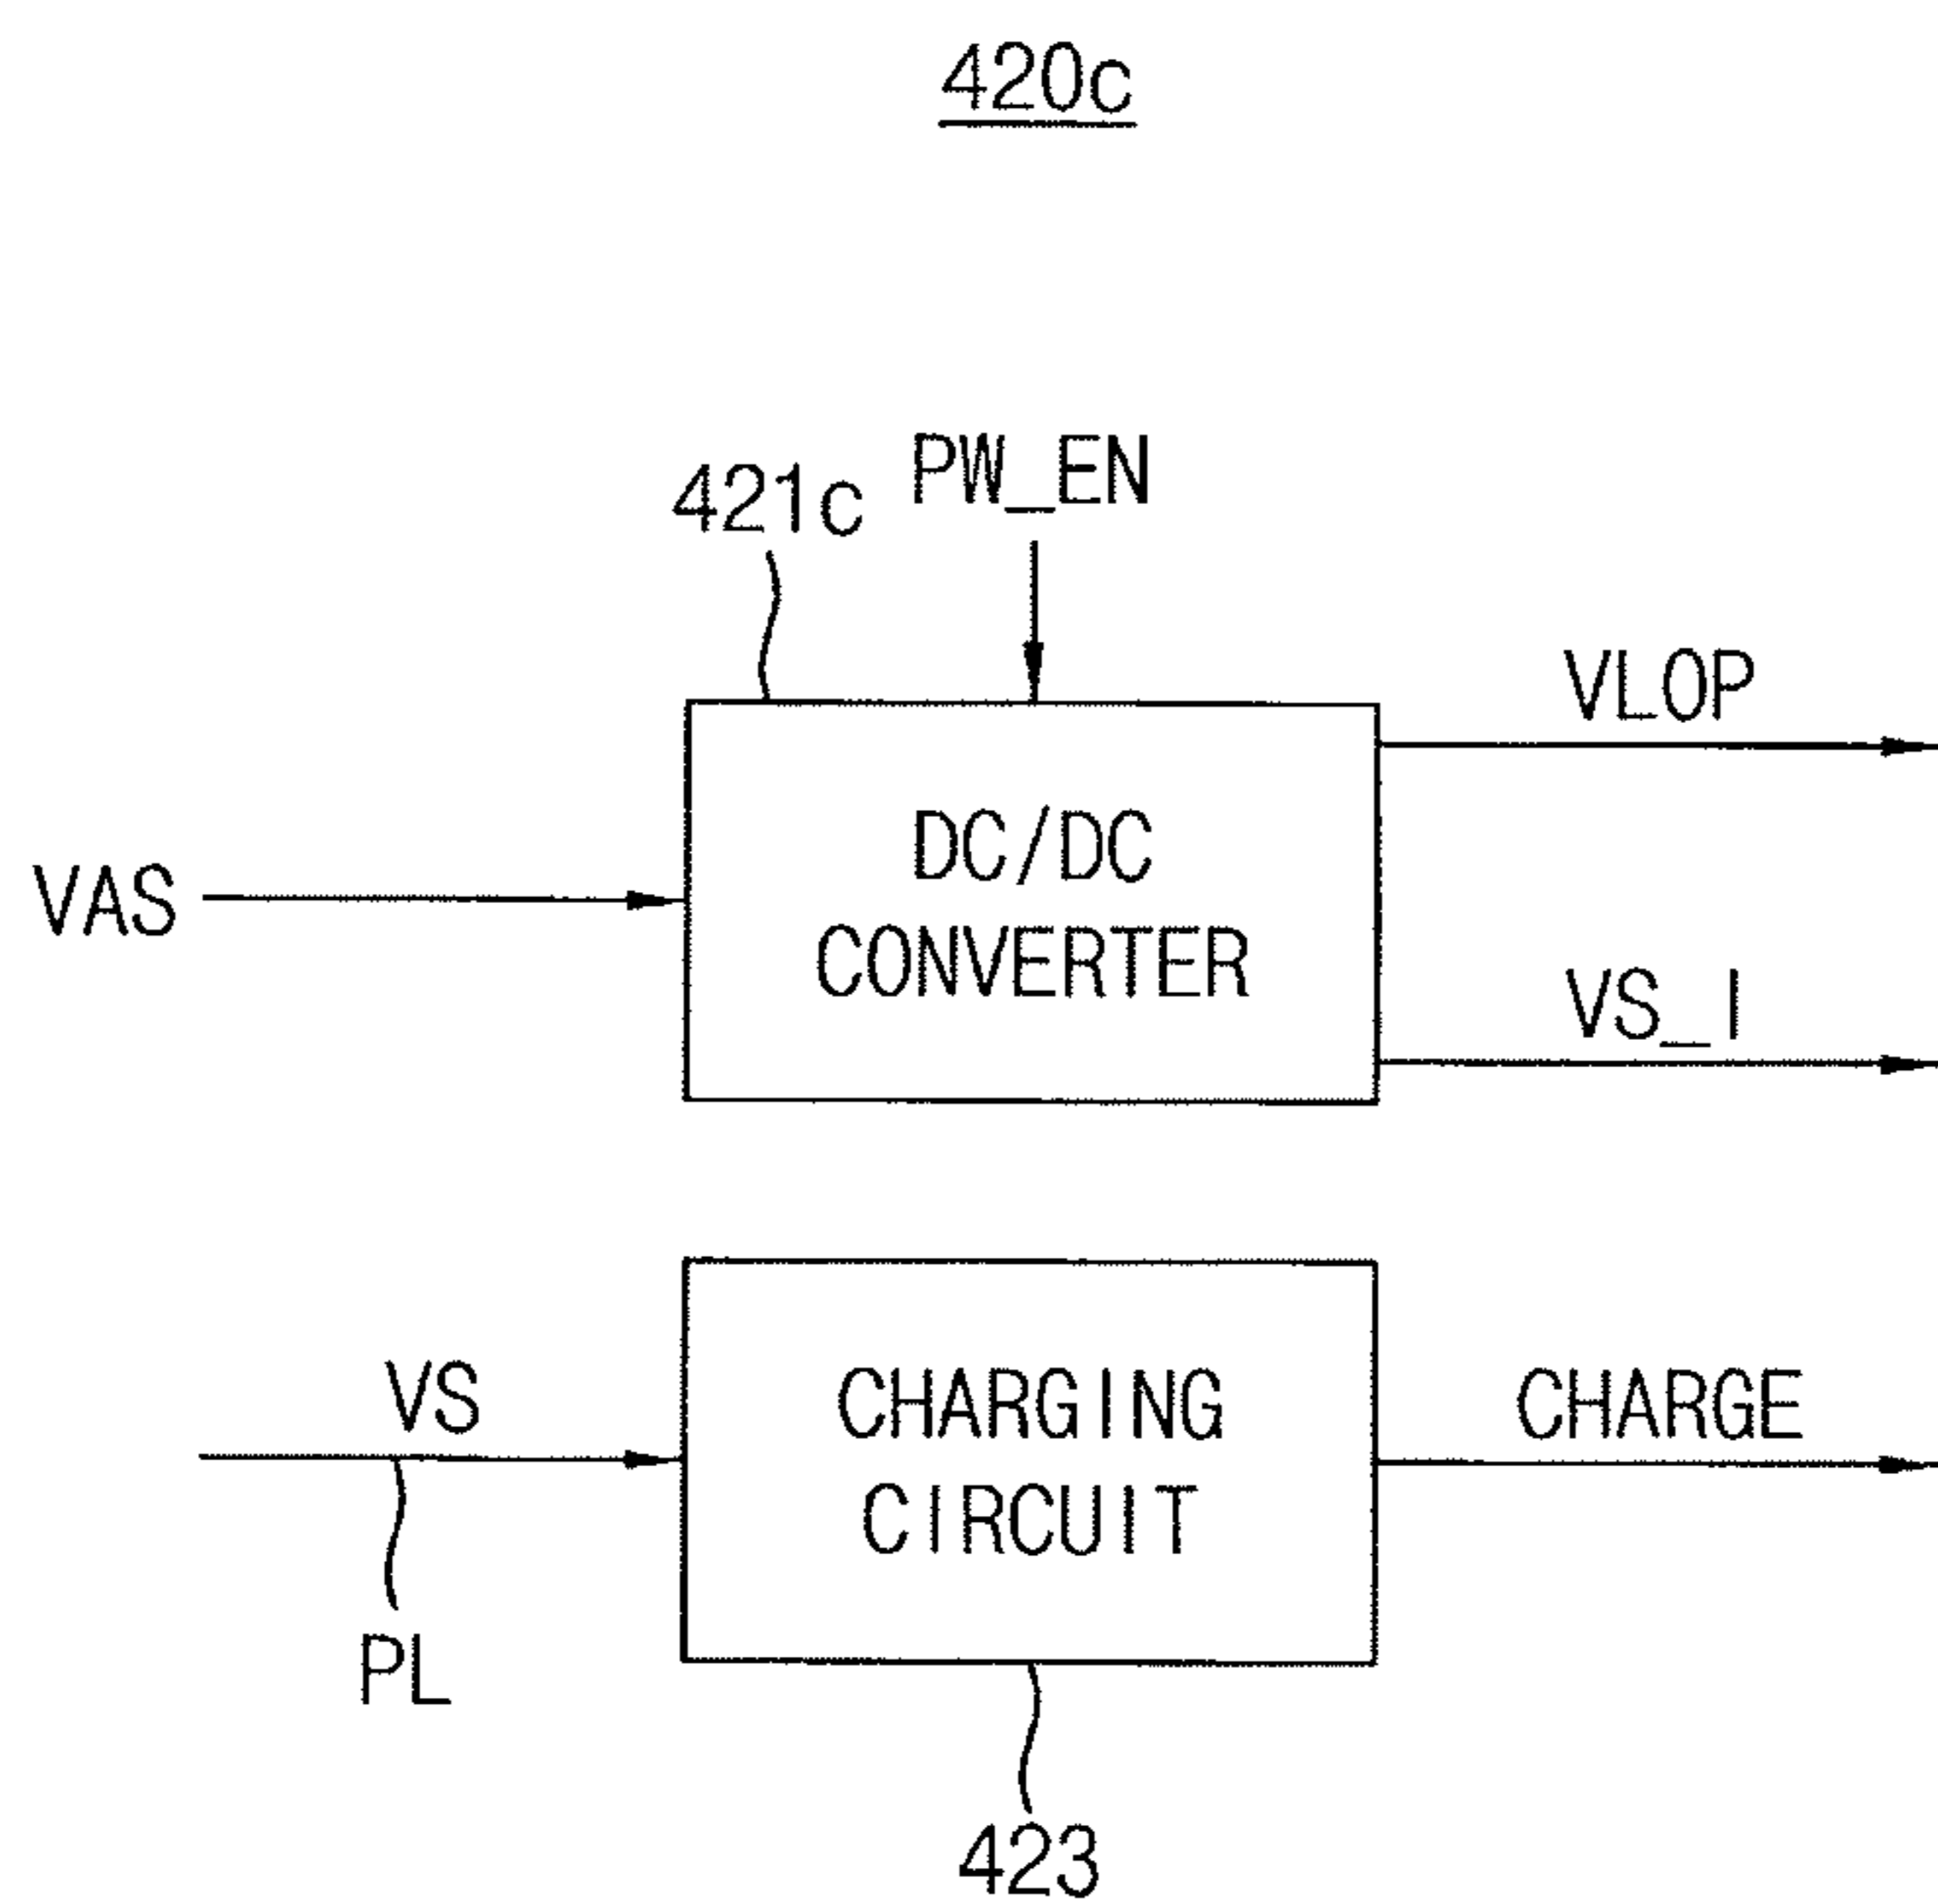 420c
421c
PW_EN
VLOP
VAS
DC/DC
CONVERTER
VS_I
VS
CHARGING
CIRCUIT
CHARGE
PL
423